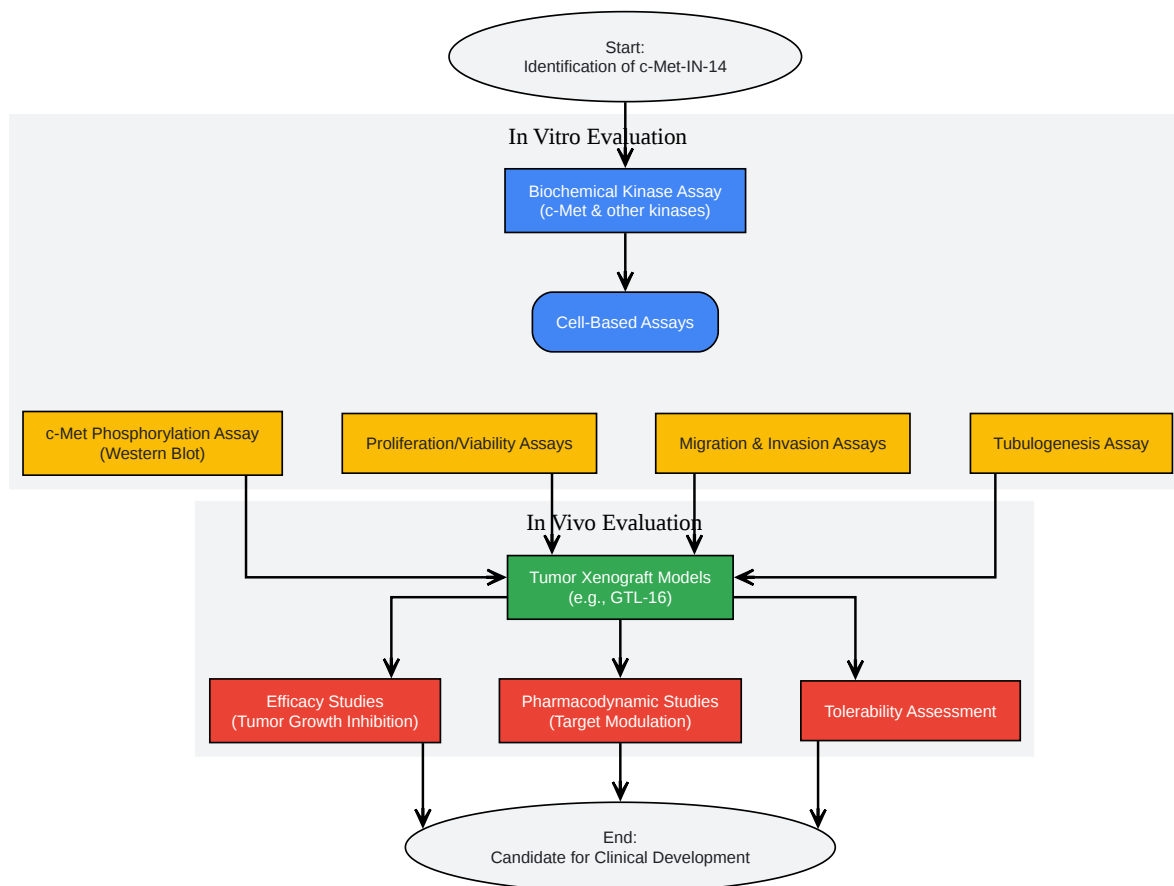 Start:
Identification of c-Met-IN-14
In Vitro Evaluation
Biochemical Kinase Assay
(c-Met & other kinases)
Cell-Based Assays
c-Met Phosphorylation Assay
(Western Blot)
Proliferation/Viability Assays
Migration & Invasion Assays
Tubulogenesis Assay
In Vivo Evaluation
Tumor Xenograft Models
(e.g., GTL-16)
Efficacy Studies
(Tumor Growth Inhibition)
Pharmacodynamic Studies
(Target Modulation)
Tolerability Assessment
End:
Candidate for Clinical Development